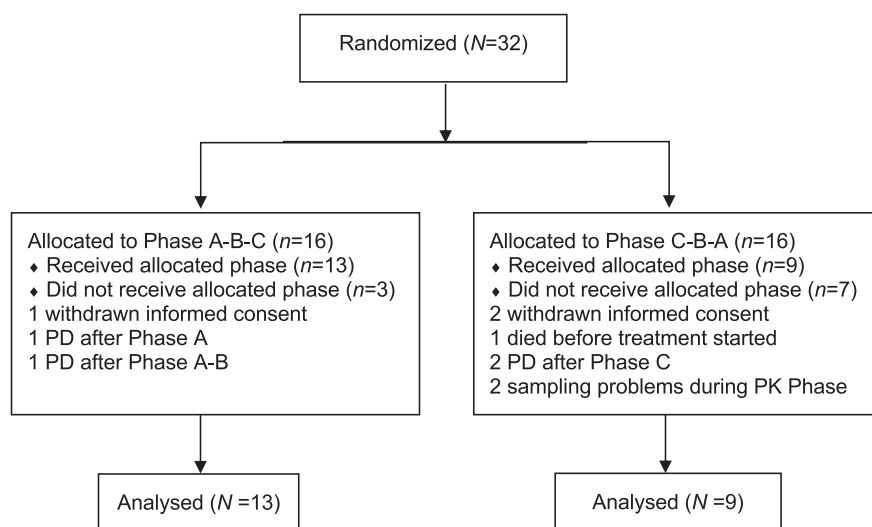 Randomized (N=32)
Allocated to Phase A-B-C (n=16)
♦ Received allocated phase (n=13)
♦ Did not receive allocated phase (n=3)
1 withdrawn informed consent
1 PD after Phase A
1 PD after Phase A-B
Allocated to Phase C-B-A (n=16)
♦ Received allocated phase (n=9)
♦ Did not receive allocated phase (n=7)
2 withdrawn informed consent
1 died before treatment started
2 PD after Phase C
2 sampling problems during PK Phase
Analysed (N =13)
Analysed (N =9)